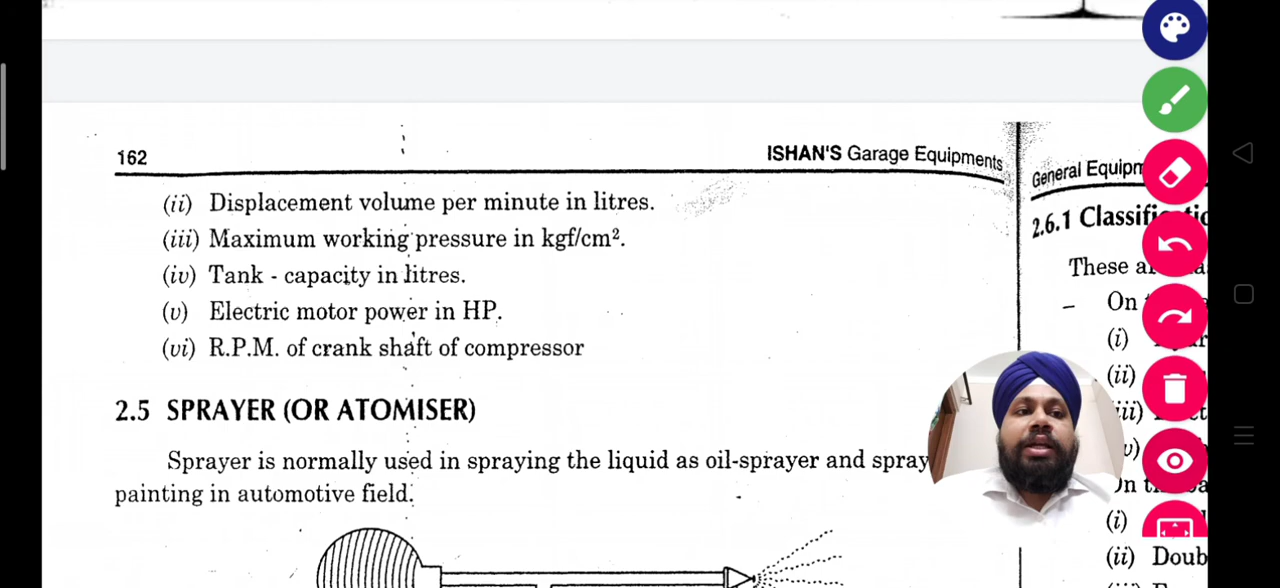 162
ISHAN'S Garage Equipments
(ii) Displacement volume per minute in litres.
(iii) Maximum working pressure in kgf/cm².
(iv) Tank - capacity in litres.
(v) Electric motor power in HP.
(vi) R.P.M. of crank shaft of compressor
2.5 SPRAYER (OR ATOMISER)
Sprayer is normally used in spraying the liquid as oil-sprayer and spray
painting in automotive field.
General
2.6.1
These
– On
(i)
(ii)
(i)
(ii)